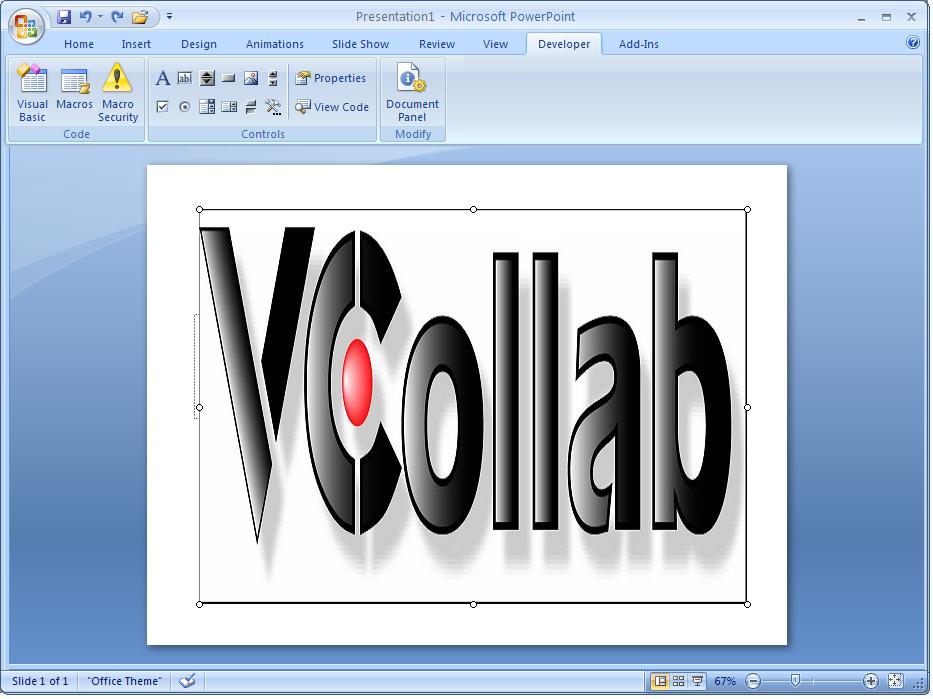 Presentation1 - Microsoft PowerPoint
Home Insert Design Animations Slide Show Review View Developer Add-Ins
Visual Basic
Macros
Macro Security
Code
A
ab
Properties
View Code
Controls
Document Panel
Modify
VCollab
Slide 1 of 1
"Office Theme"
67%